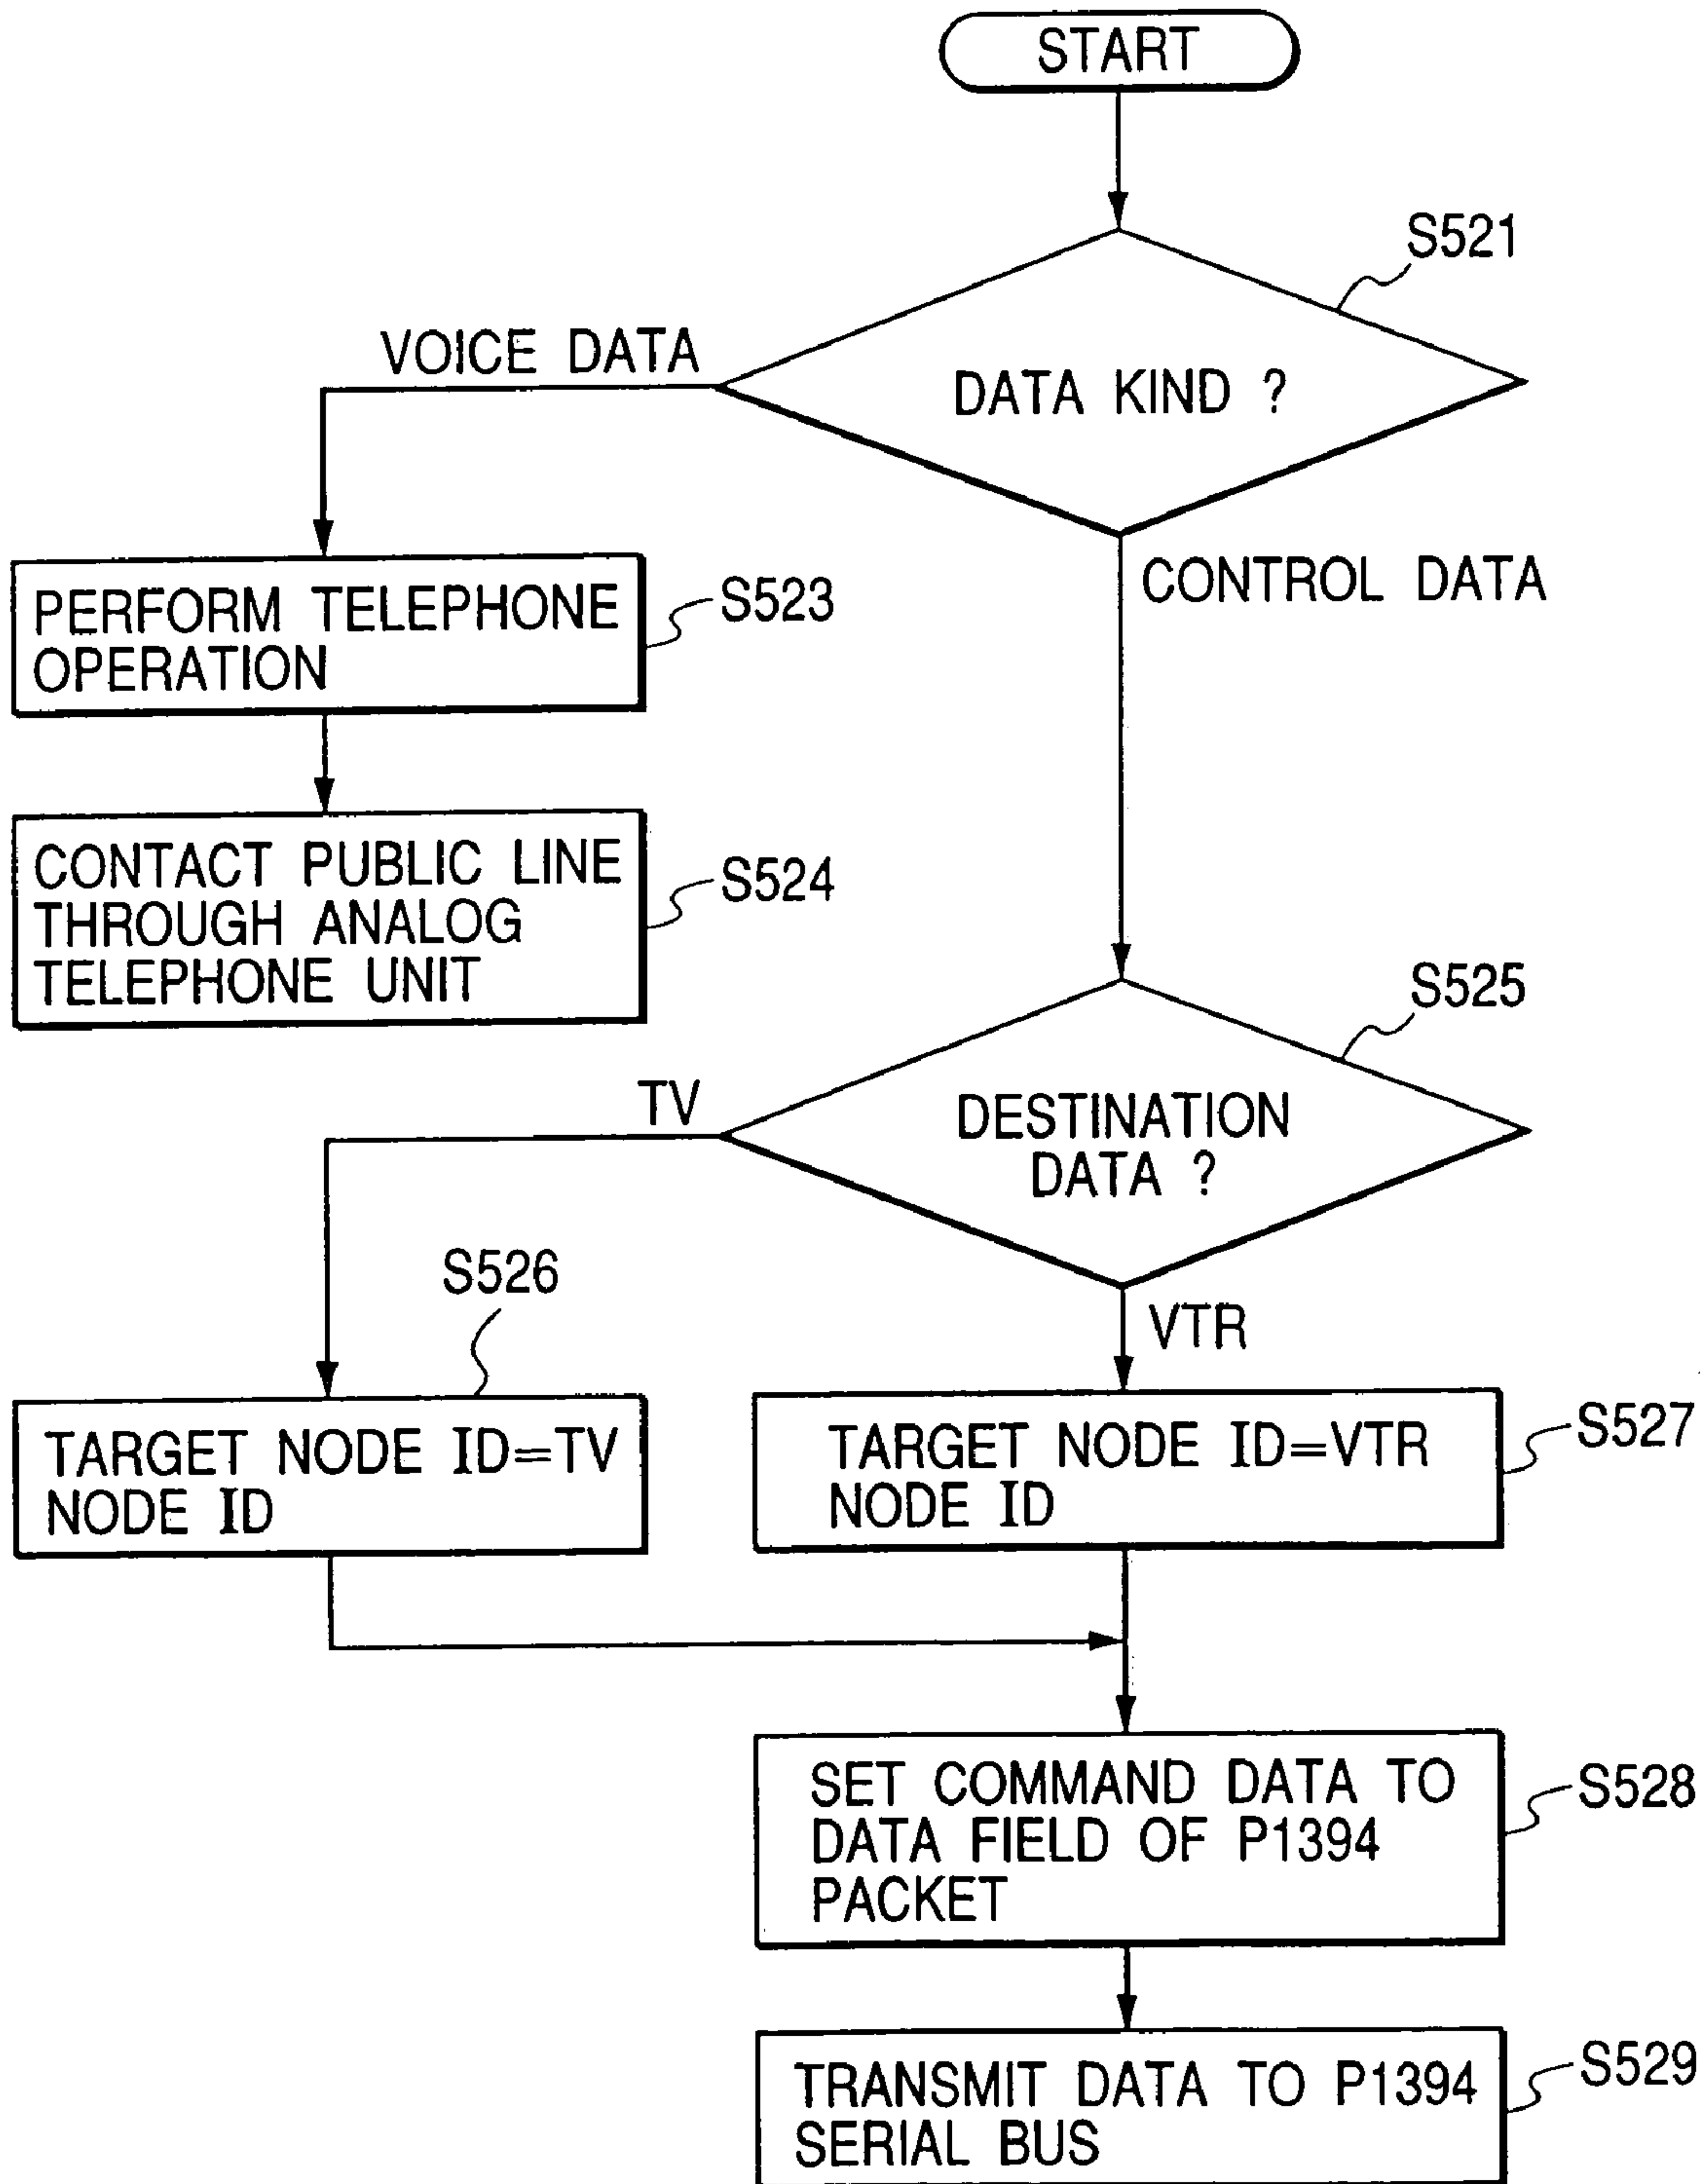 START
S521
VOICE DATA
DATA KIND ?
CONTROL DATA
PERFORM TELEPHONE
OPERATION
S523
CONTACT PUBLIC LINE
THROUGH ANALOG
TELEPHONE UNIT
S524
S525
TV
DESTINATION
DATA ?
S526
VTR
TARGET NODE ID=TV
NODE ID
TARGET NODE ID=VTR
NODE ID
S527
SET COMMAND DATA TO
DATA FIELD OF P1394
PACKET
S528
TRANSMIT DATA TO P1394
SERIAL BUS
S529